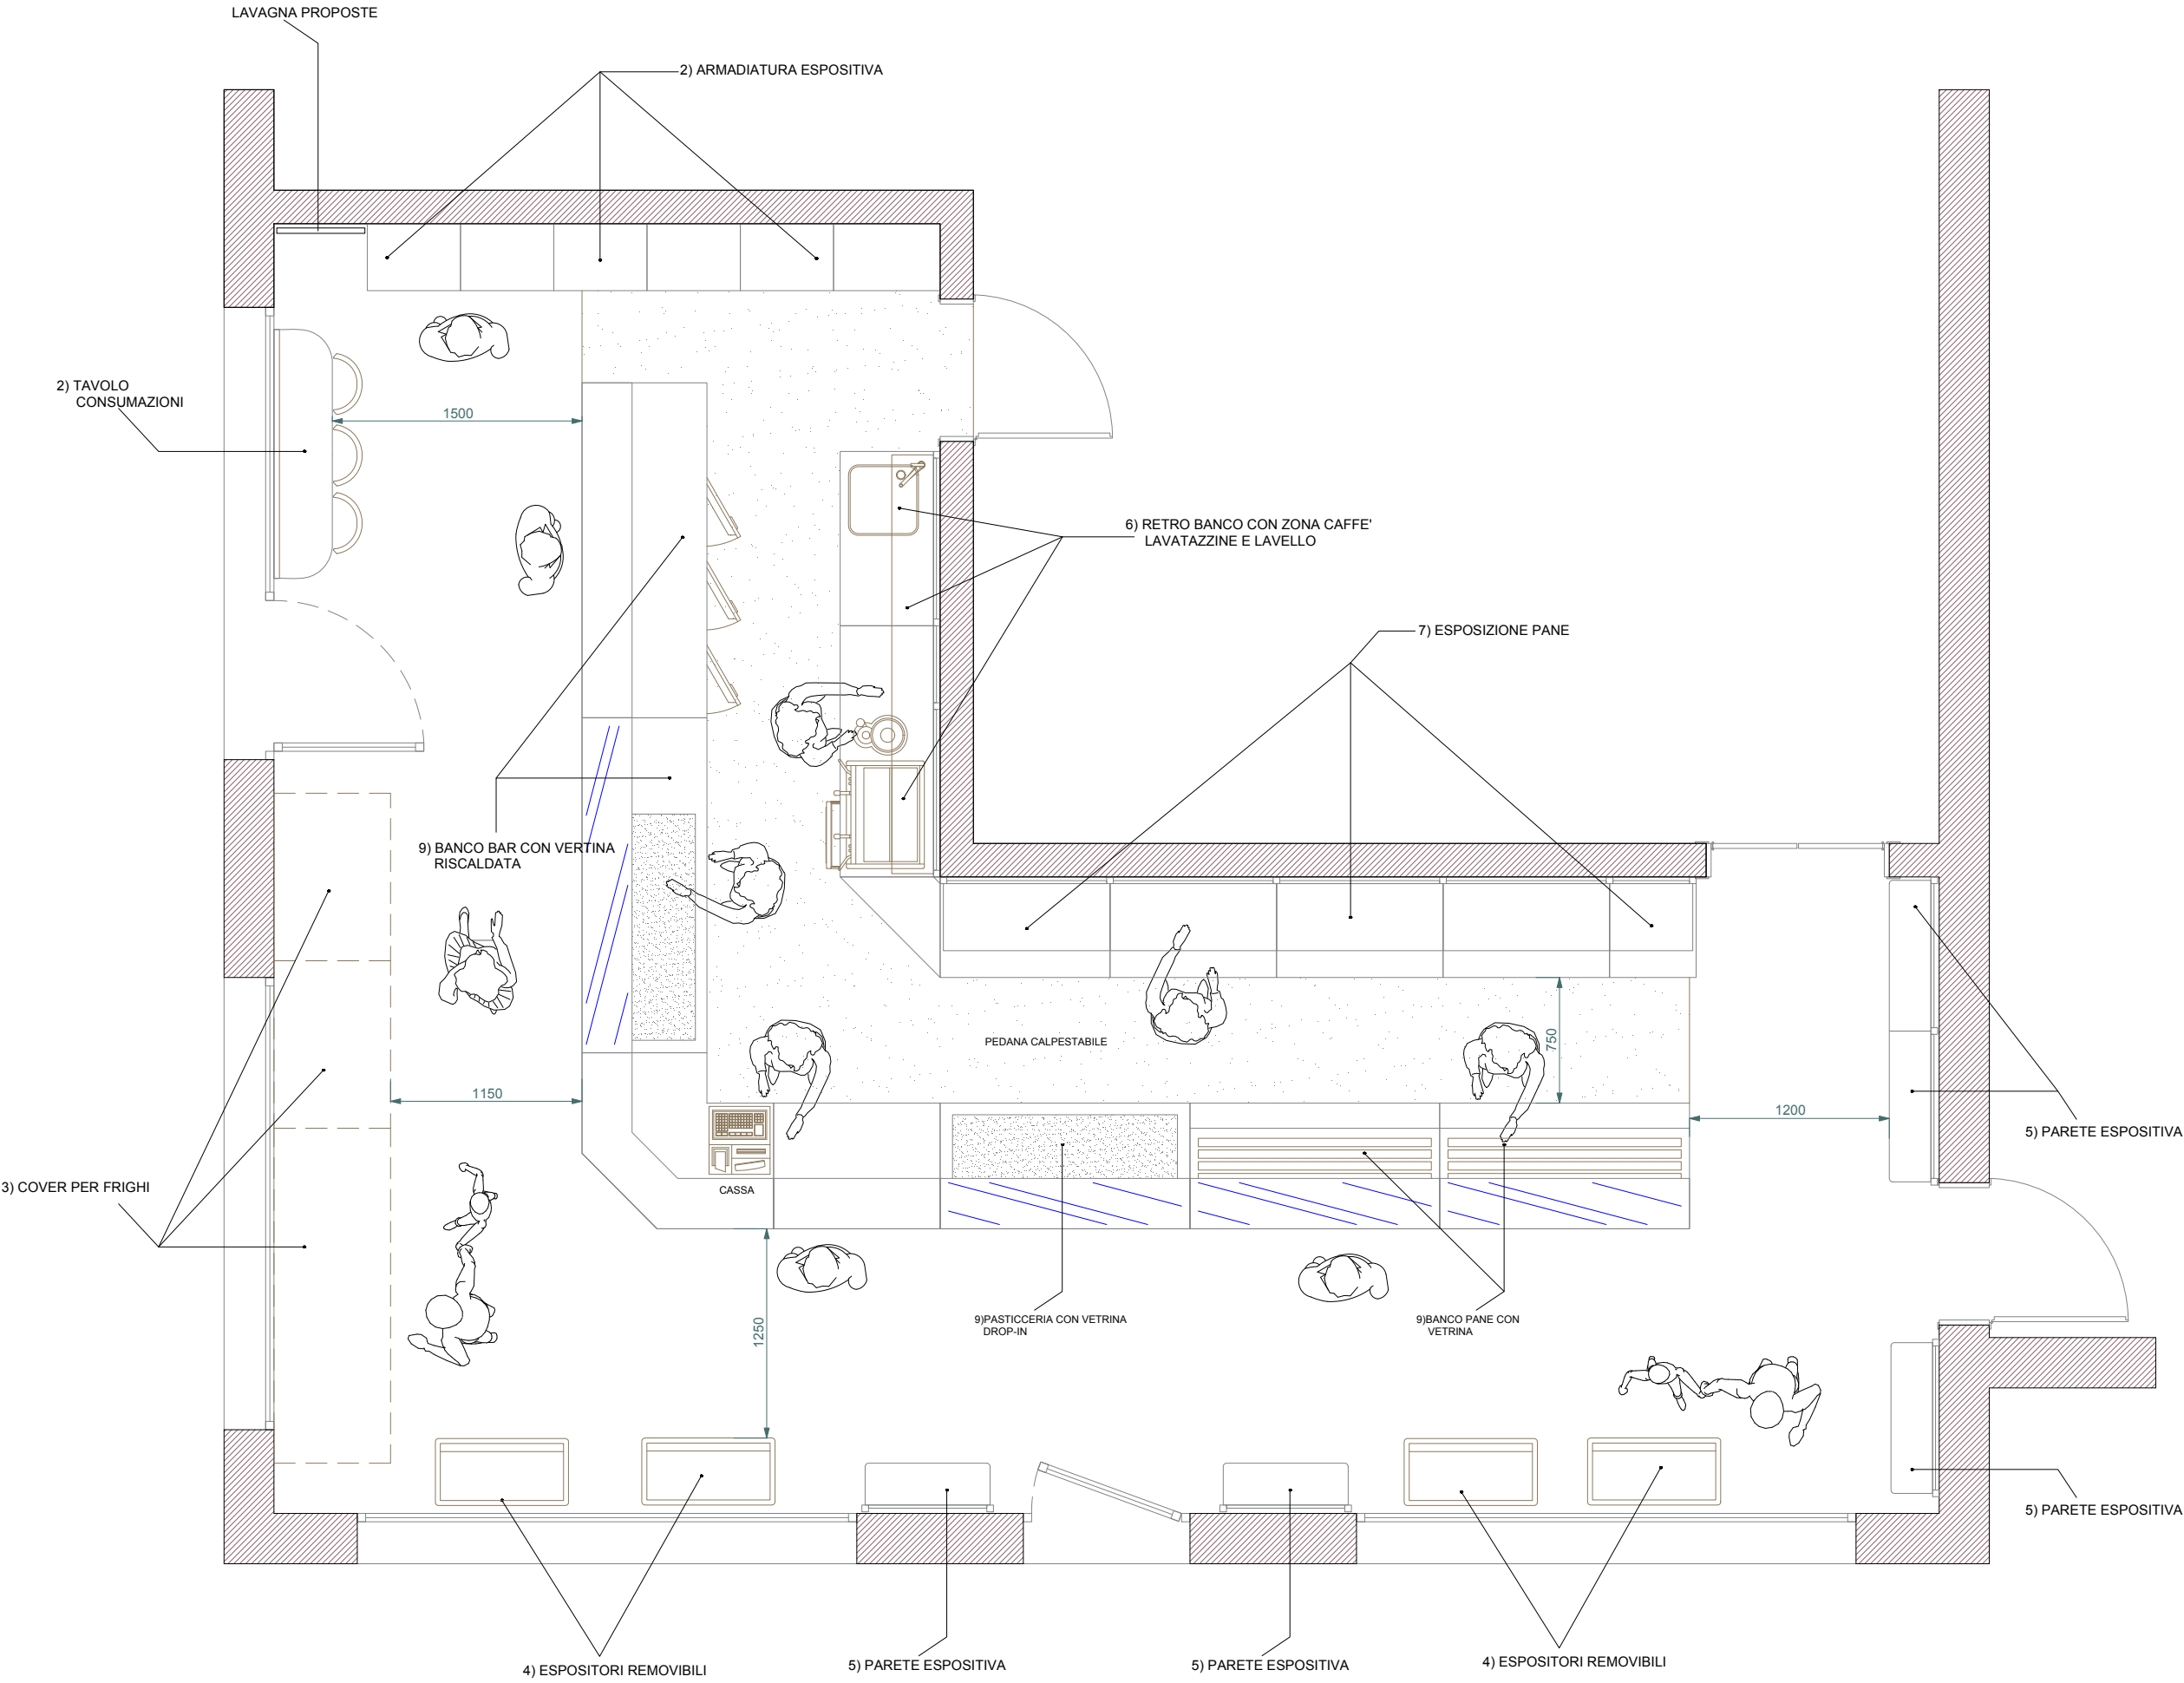 LAVAGNA PROPOSTE
2) ARMADIATURA ESPOSITIVA
2) TAVOLO
CONSUMAZIONI
1500
6) RETRO BANCO CON ZONA CAFFE'
LAVATAZZINE E LAVELLO
7) ESPOSIZIONE PANE
9) BANCO BAR CON VERTINA
RISCALDATA
PEDANA CALPESTABILE
750
1150
1200
5) PARETE ESPOSITIVA
3) COVER PER FRIGHI
CASSA
1250
9)PASTICCERIA CON VETRINA
DROP-IN
9)BANCO PANE CON
VETRINA
5) PARETE ESPOSITIVA
4) ESPOSITORI REMOVIBILI
5) PARETE ESPOSITIVA
5) PARETE ESPOSITIVA
4) ESPOSITORI REMOVIBILI